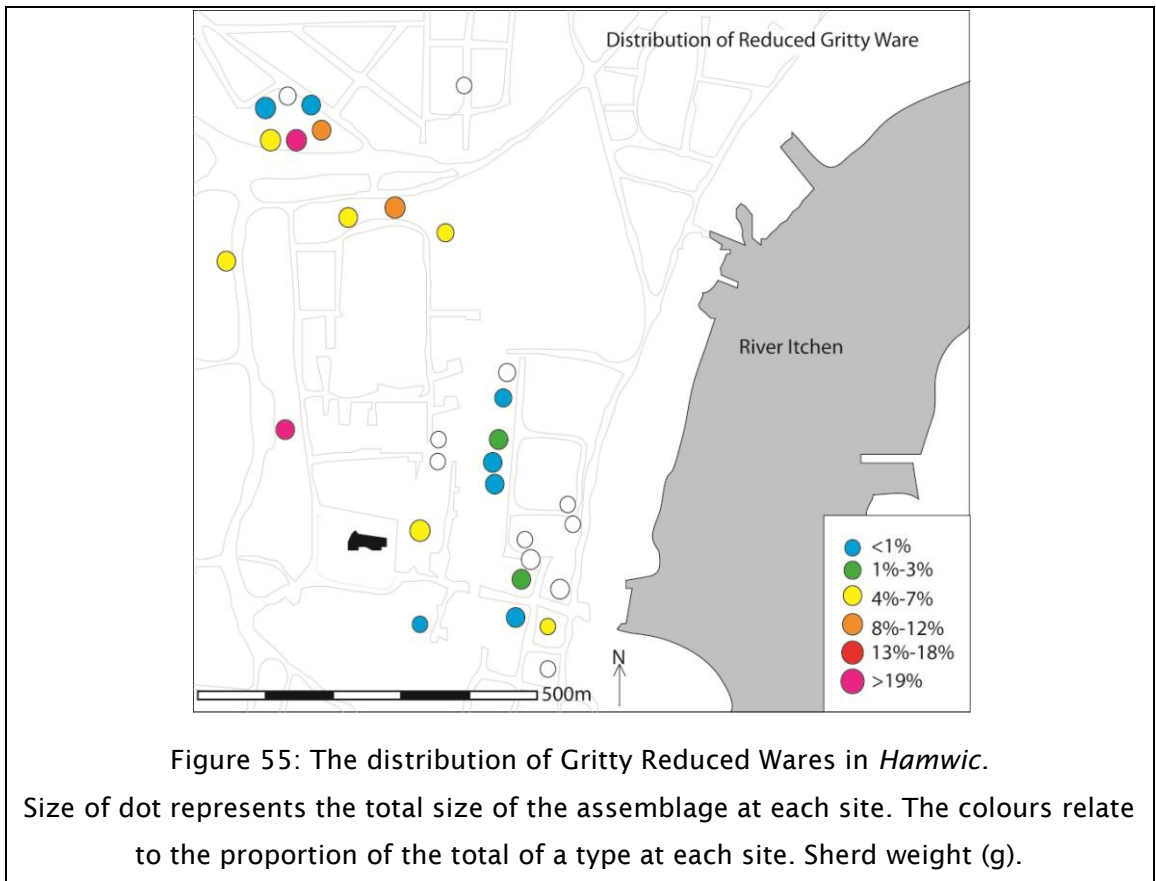 Distribution of Reduced Gritty Ware
River Itchen
N
500m
<1%
1%-3%
4%-7%
8%-12%
13%-18%
>19%
Figure 55: The distribution of Gritty Reduced Wares in Hamwic.
Size of dot represents the total size of the assemblage at each site. The colours relate
to the proportion of the total of a type at each site. Sherd weight (g).